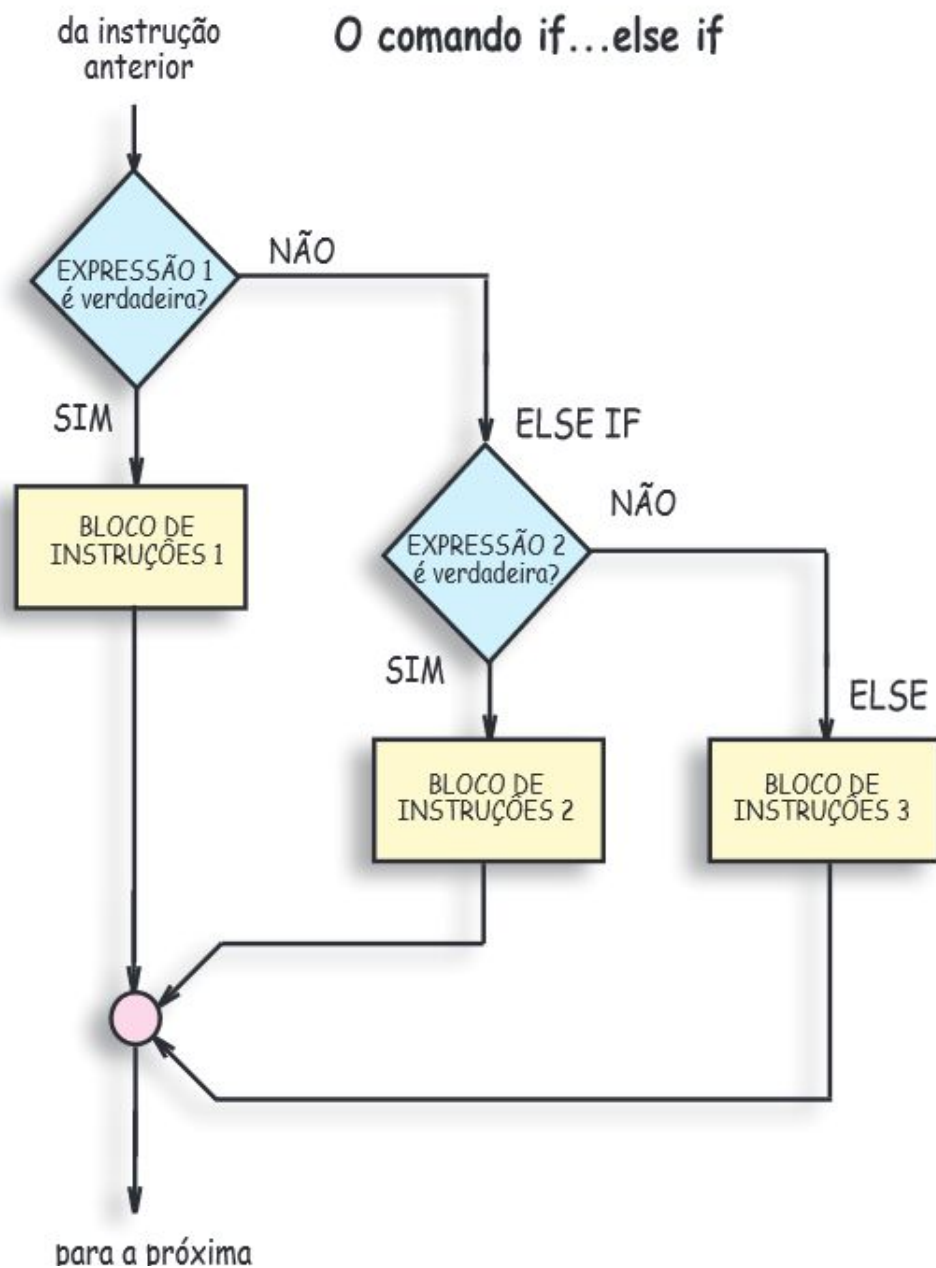 O comando if...else if
da instrução
anterior
EXPRESSÃO 1
é verdadeira?
NÃO
SIM
ELSE IF
BLOCO DE
INSTRUÇÕES 1
EXPRESSÃO 2
é verdadeira?
NÃO
SIM
ELSE
BLOCO DE
INSTRUÇÕES 2
BLOCO DE
INSTRUÇÕES 3
para a próxima